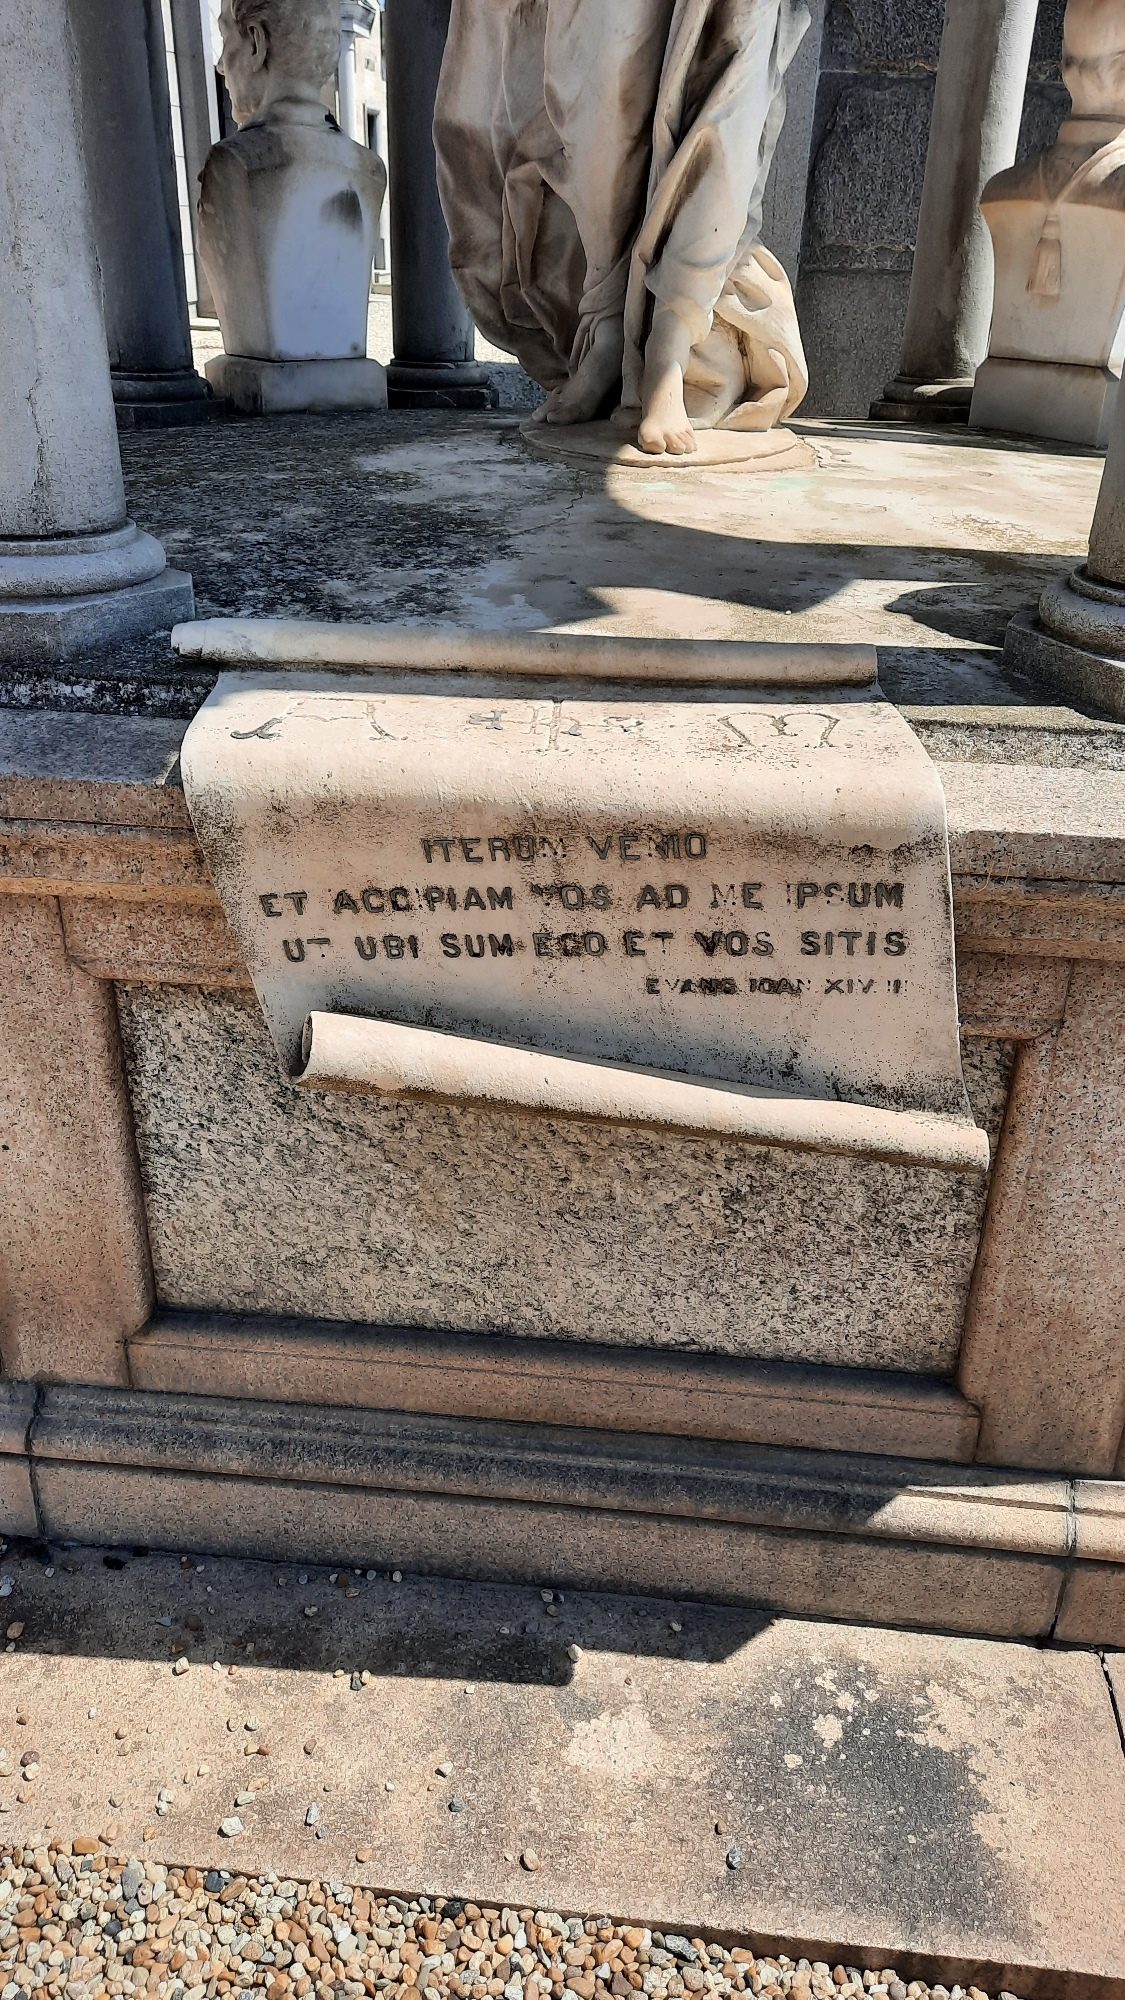 A ✝ Ω
ITERUM VENIO
ET ACCIPIAM VOS AD ME IPSUM
UT UBI SUM EGO ET VOS SITIS
EVANG. IOAN. XIV